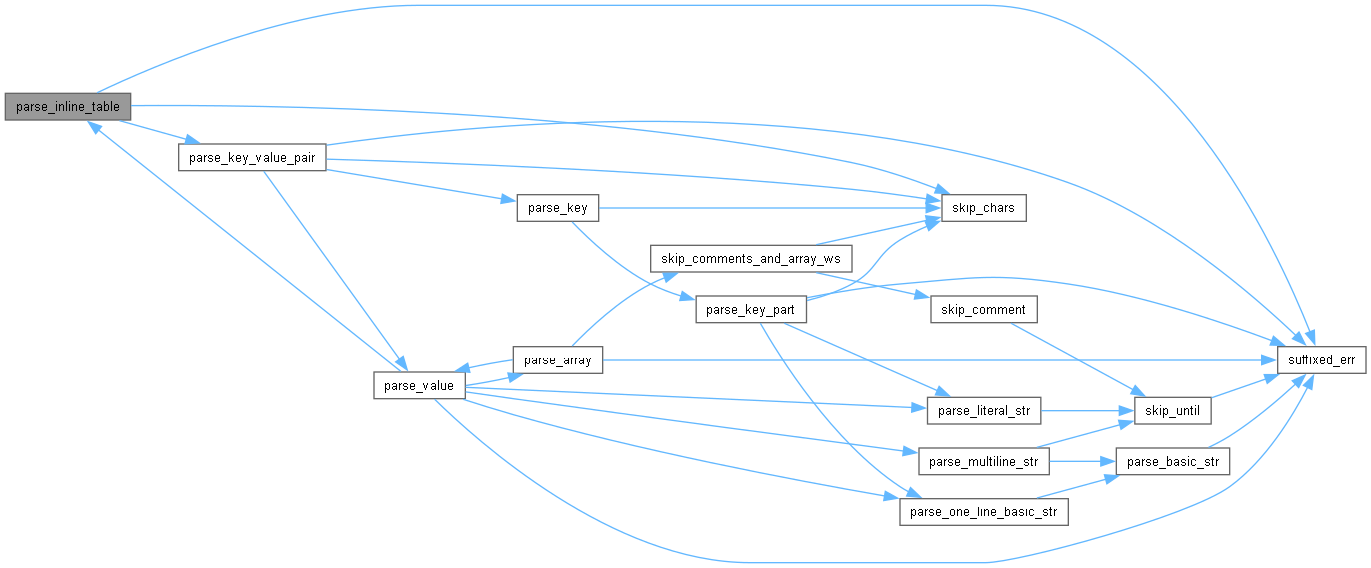 parse_inline_table
parse_key_value_pair
parse_key
skip_chars
skip_comments_and_array_ws
parse_key_part
skip_comment
parse_array
suffixed_err
parse_value
parse_literal_str
skip_until
parse_multiline_str
parse_basic_str
parse_one_line_basic_str